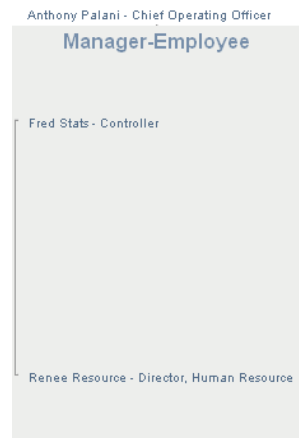 Anthony Palani - Chief Operating Officer
Manager-Employee
Fred Stats - Controller
Renee Resource - Director, Human Resource